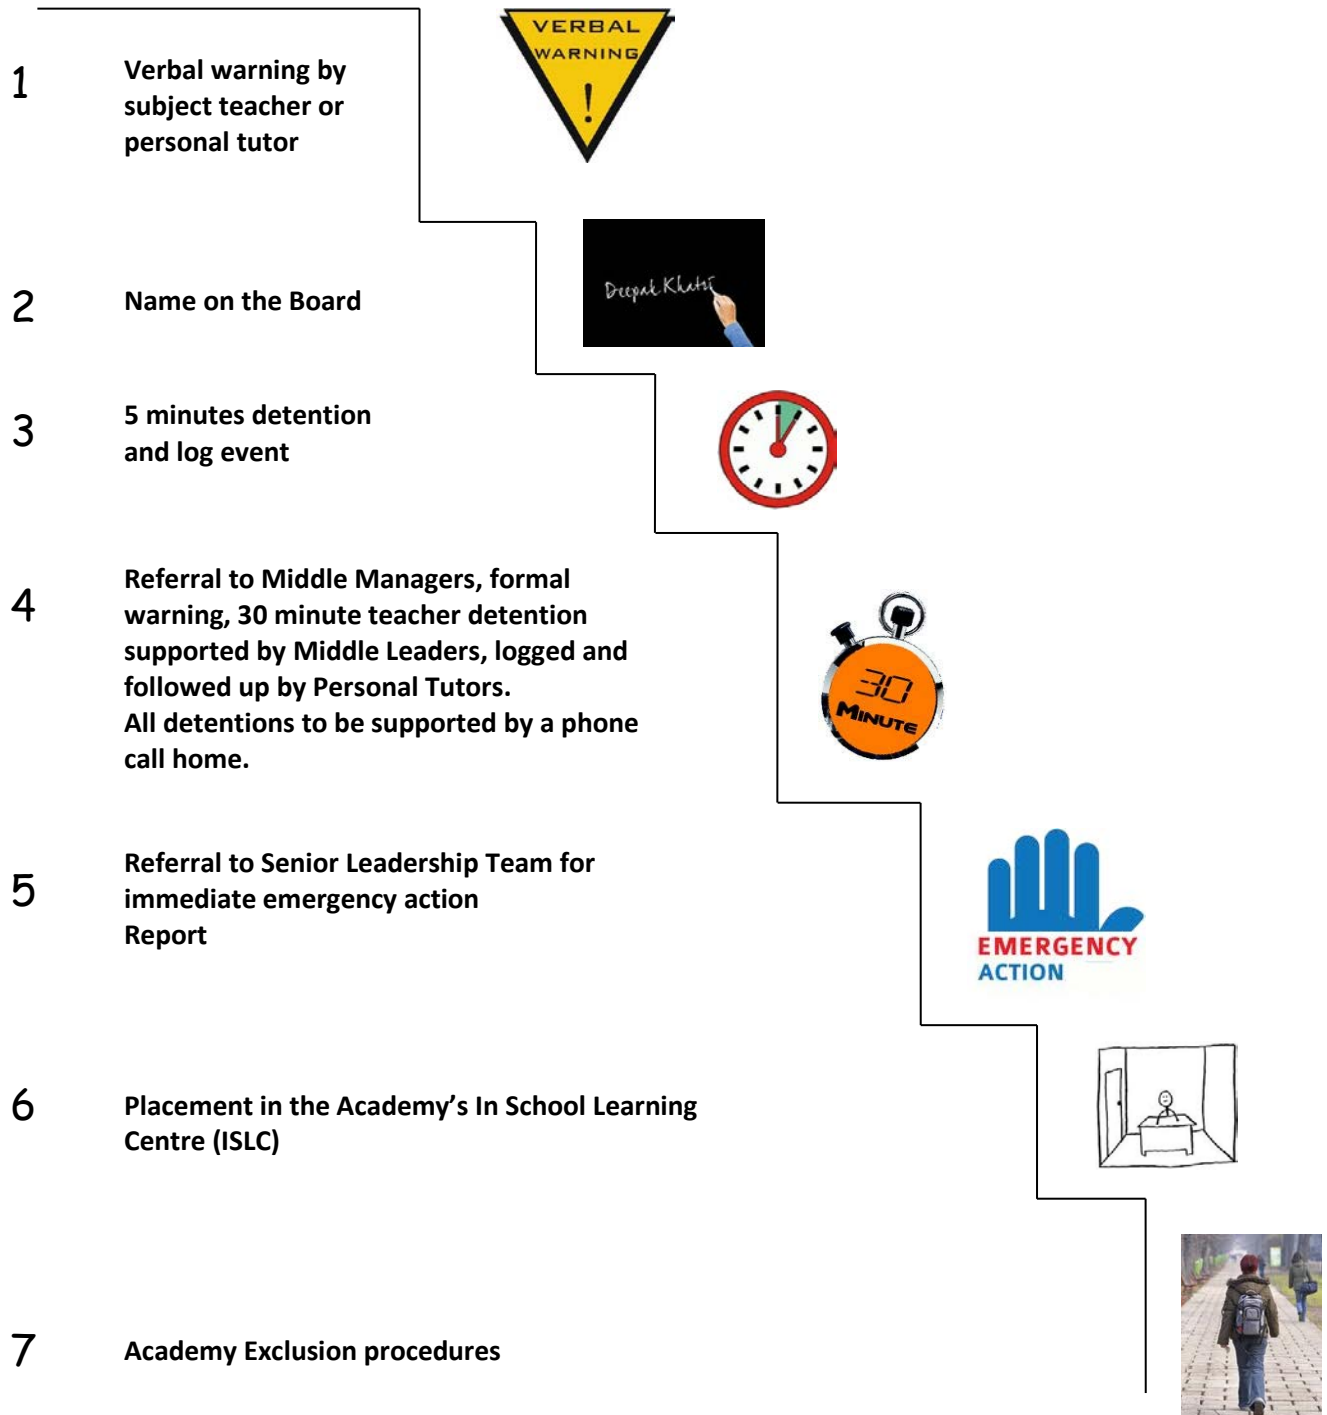 1
Verbal warning by
subject teacher or
personal tutor
VERBAL
WARNING
!
2
Name on the Board
Deepak Khatri
3
5 minutes detention
and log event
4
Referral to Middle Managers, formal
warning, 30 minute teacher detention
supported by Middle Leaders, logged and
followed up by Personal Tutors.
All detentions to be supported by a phone
call home.
30
MINUTE
5
Referral to Senior Leadership Team for
immediate emergency action
Report
EMERGENCY
ACTION
6
Placement in the Academy’s In School Learning
Centre (ISLC)
7
Academy Exclusion procedures